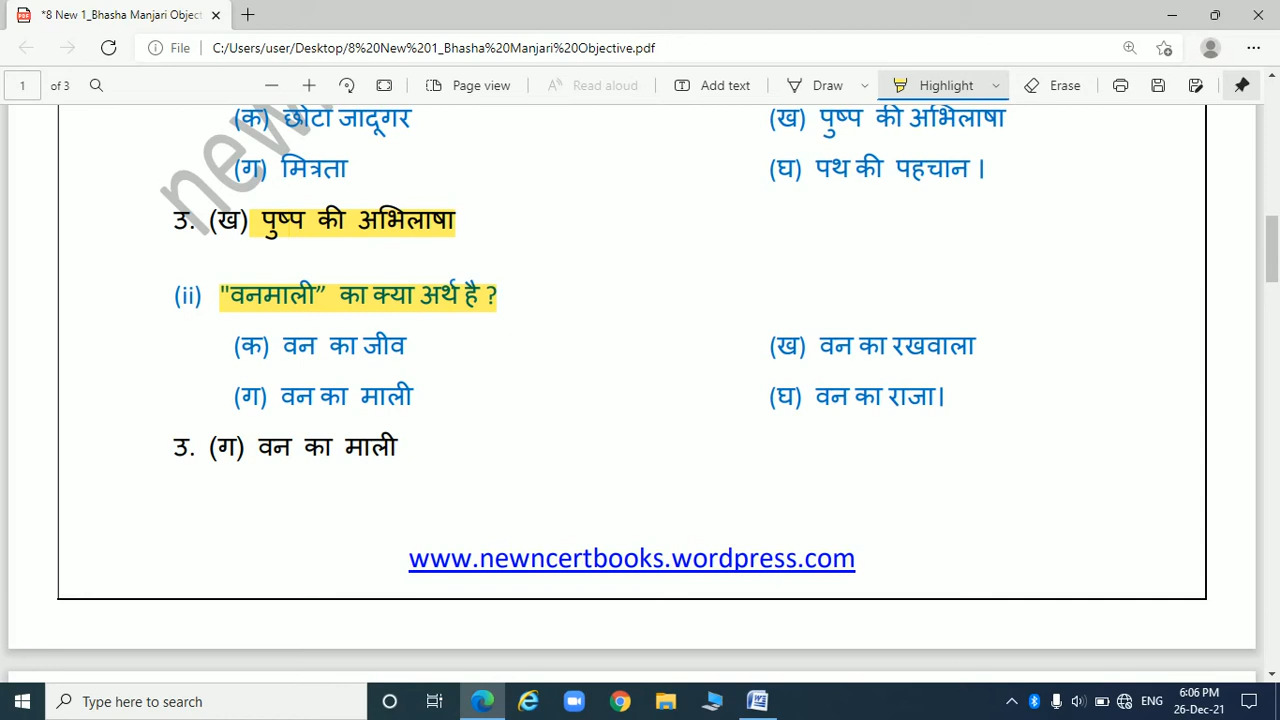 *8 New 1_Bhasha Manjari Object
File C:/Users/user/Desktop/8%20New%201_Bhasha%20Manjari%20Objective.pdf
1 of 3 Page view Read aloud Add text Draw Highlight Erase
(क) छोटा जादूगर (ख) पुष्प की अभिलाषा
(ग) मित्रता (घ) पथ की पहचान ।
new
उ. (ख) पुष्प की अभिलाषा
(ii) "वनमाली” का क्या अर्थ है ?
(क) वन का जीव (ख) वन का रखवाला
(ग) वन का माली (घ) वन का राजा।
उ. (ग) वन का माली
www.newncertbooks.wordpress.com
Type here to search ENG 6:06 PM
26-Dec-21